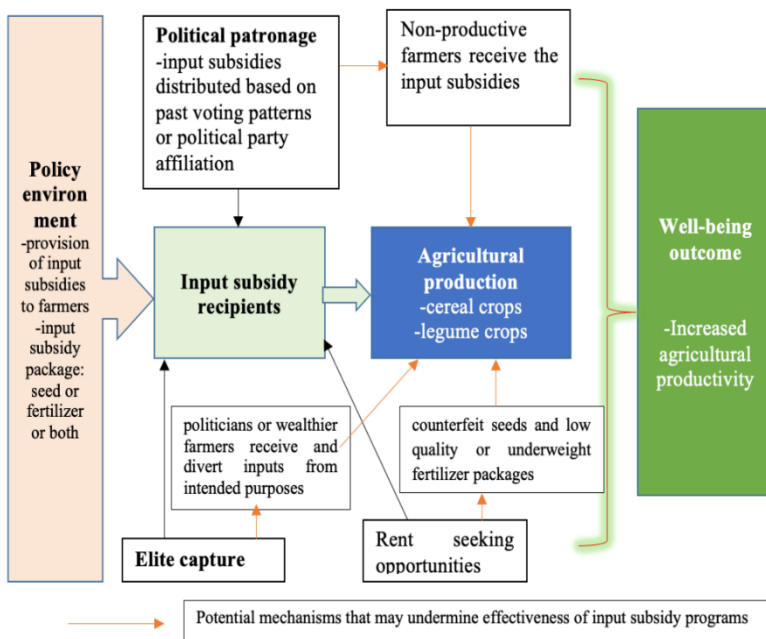 Policy
environ
ment
-provision
of input
subsidies
to farmers
-input
subsidy
package:
seed or
fertilizer
or both
Political patronage
-input subsidies
distributed based on
past voting patterns
or political party
affiliation
Non-productive
farmers receive the
input subsidies
Input subsidy
recipients
Agricultural
production
-cereal crops
-legume crops
Well-being
outcome
-Increased
agricultural
productivity
politicians or wealthier
farmers receive and
divert inputs from
intended purposes
counterfeit seeds and low
quality or underweight
fertilizer packages
Elite capture
Rent seeking
opportunities
Potential mechanisms that may undermine effectiveness of input subsidy programs